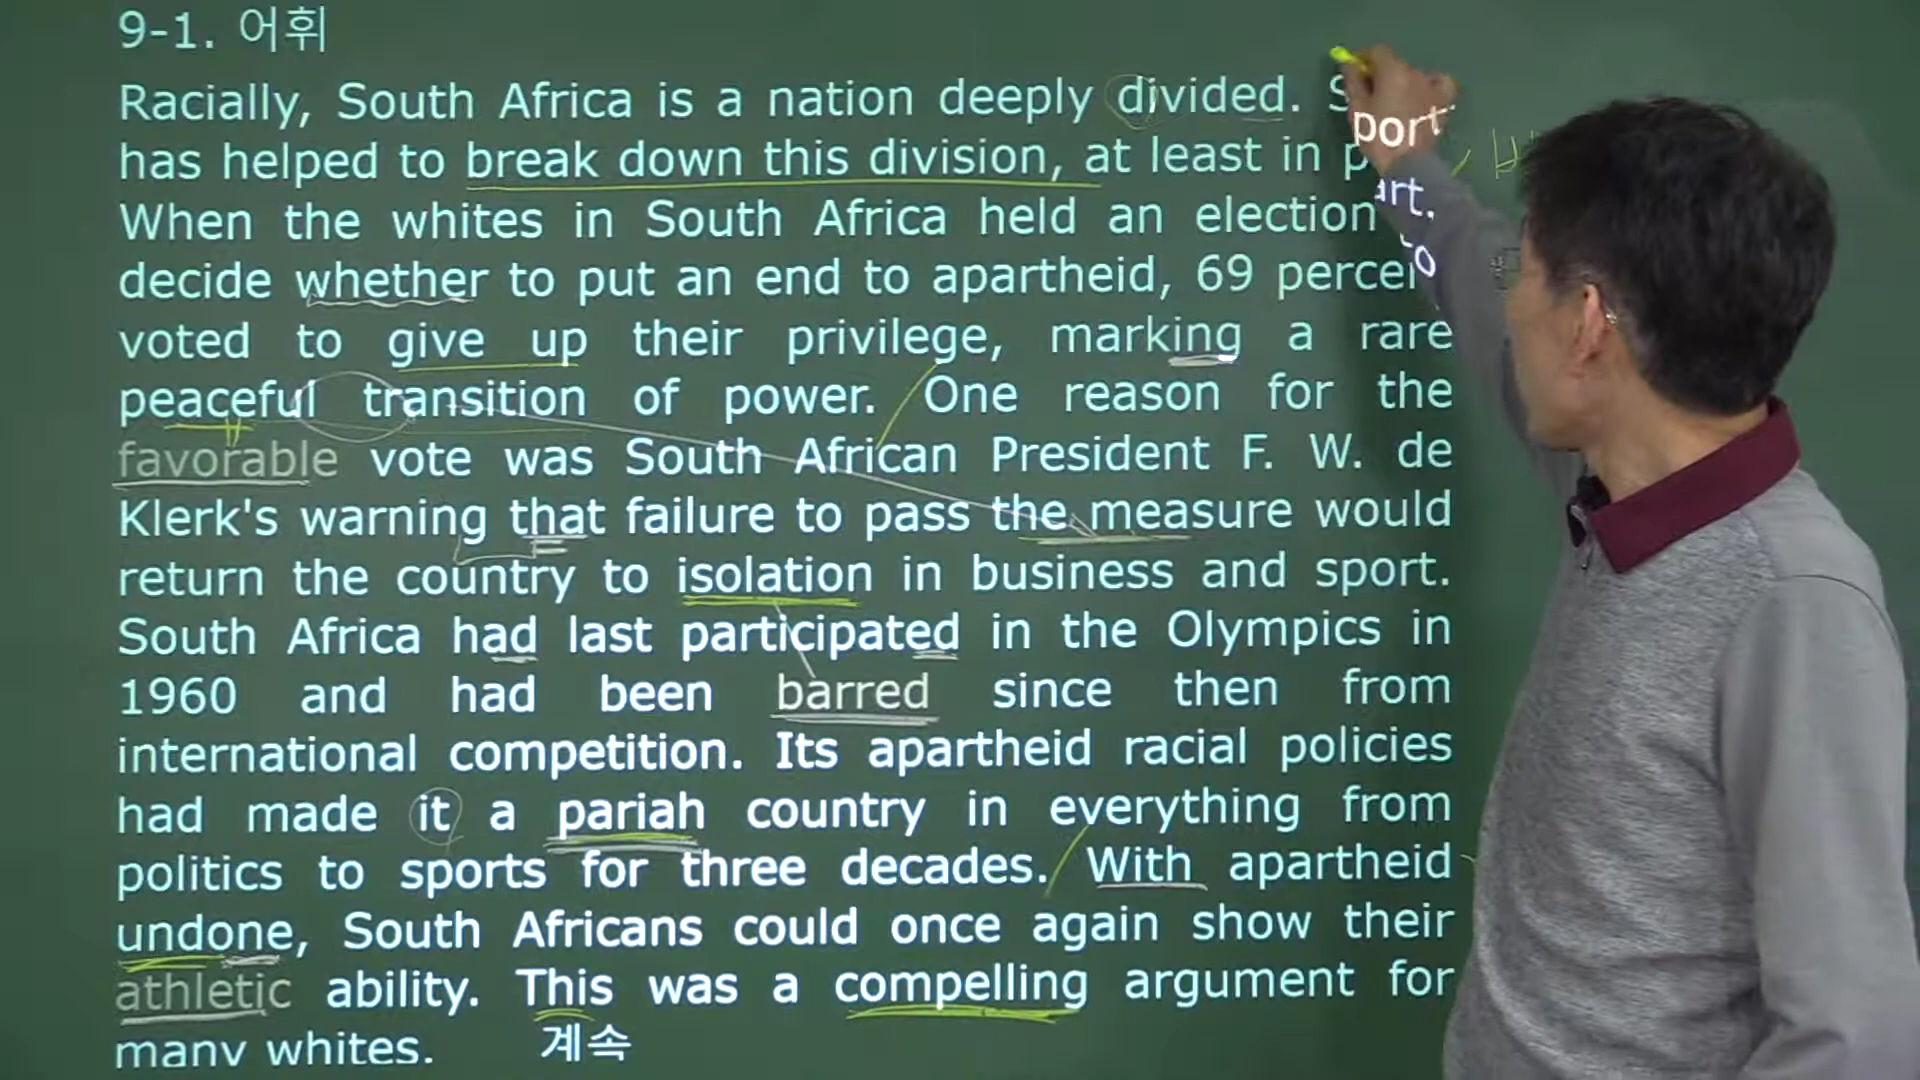 9-1. 어휘
Racially, South Africa is a nation deeply divided. Sport
has helped to break down this division, at least in part.
When the whites in South Africa held an election to
decide whether to put an end to apartheid, 69 percent
voted to give up their privilege, marking a rare
peaceful transition of power. One reason for the
favorable vote was South African President F. W. de
Klerk's warning that failure to pass the measure would
return the country to isolation in business and sport.
South Africa had last participated in the Olympics in
1960 and had been barred since then from
international competition. Its apartheid racial policies
had made it a pariah country in everything from
politics to sports for three decades. With apartheid
undone, South Africans could once again show their
athletic ability. This was a compelling argument for
many whites. 계속